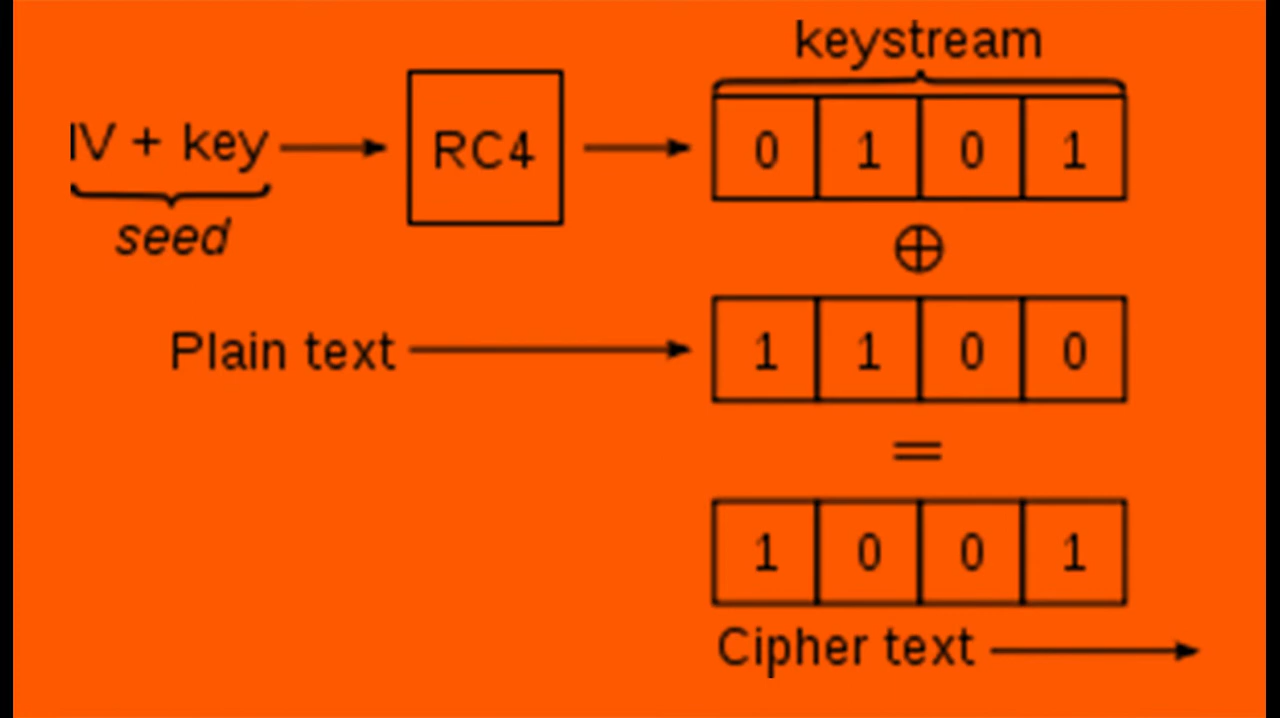 keystream
IV + key
RC4
0 1 0 1
seed
⊕
Plain text
1 1 0 0
=
1 0 0 1
Cipher text